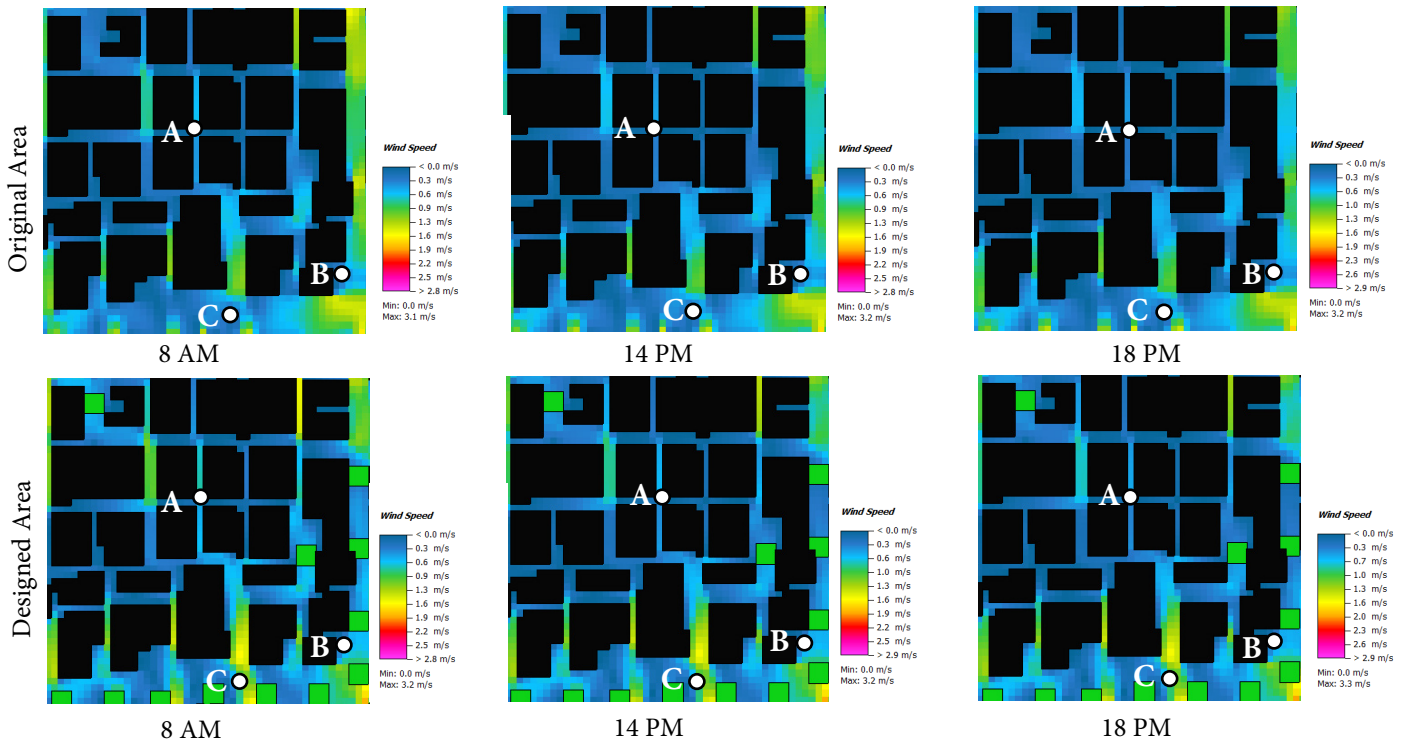 Original Area
A
B
C
Wind Speed
< 0.0 m/s
0.3 m/s
0.6 m/s
0.9 m/s
1.3 m/s
1.6 m/s
1.9 m/s
2.2 m/s
2.5 m/s
> 2.8 m/s
Min: 0.0 m/s
Max: 3.1 m/s
8 AM
A
B
C
Wind Speed
< 0.0 m/s
0.3 m/s
0.6 m/s
1.0 m/s
1.3 m/s
1.6 m/s
1.9 m/s
2.2 m/s
2.5 m/s
> 2.8 m/s
Min: 0.0 m/s
Max: 3.2 m/s
14 PM
A
B
C
Wind Speed
< 0.0 m/s
0.3 m/s
0.6 m/s
1.0 m/s
1.3 m/s
1.6 m/s
1.9 m/s
2.3 m/s
2.6 m/s
> 2.9 m/s
Min: 0.0 m/s
Max: 3.2 m/s
18 PM
Designed Area
A
B
C
Wind Speed
< 0.0 m/s
0.3 m/s
0.6 m/s
0.9 m/s
1.3 m/s
1.6 m/s
1.9 m/s
2.2 m/s
2.5 m/s
> 2.8 m/s
Min: 0.0 m/s
Max: 3.2 m/s
8 AM
A
B
C
Wind Speed
< 0.0 m/s
0.3 m/s
0.6 m/s
1.0 m/s
1.3 m/s
1.6 m/s
1.9 m/s
2.2 m/s
2.5 m/s
> 2.9 m/s
Min: 0.0 m/s
Max: 3.2 m/s
14 PM
A
B
C
Wind Speed
< 0.0 m/s
0.3 m/s
0.7 m/s
1.0 m/s
1.3 m/s
1.6 m/s
2.0 m/s
2.3 m/s
2.6 m/s
> 2.9 m/s
Min: 0.0 m/s
Max: 3.3 m/s
18 PM